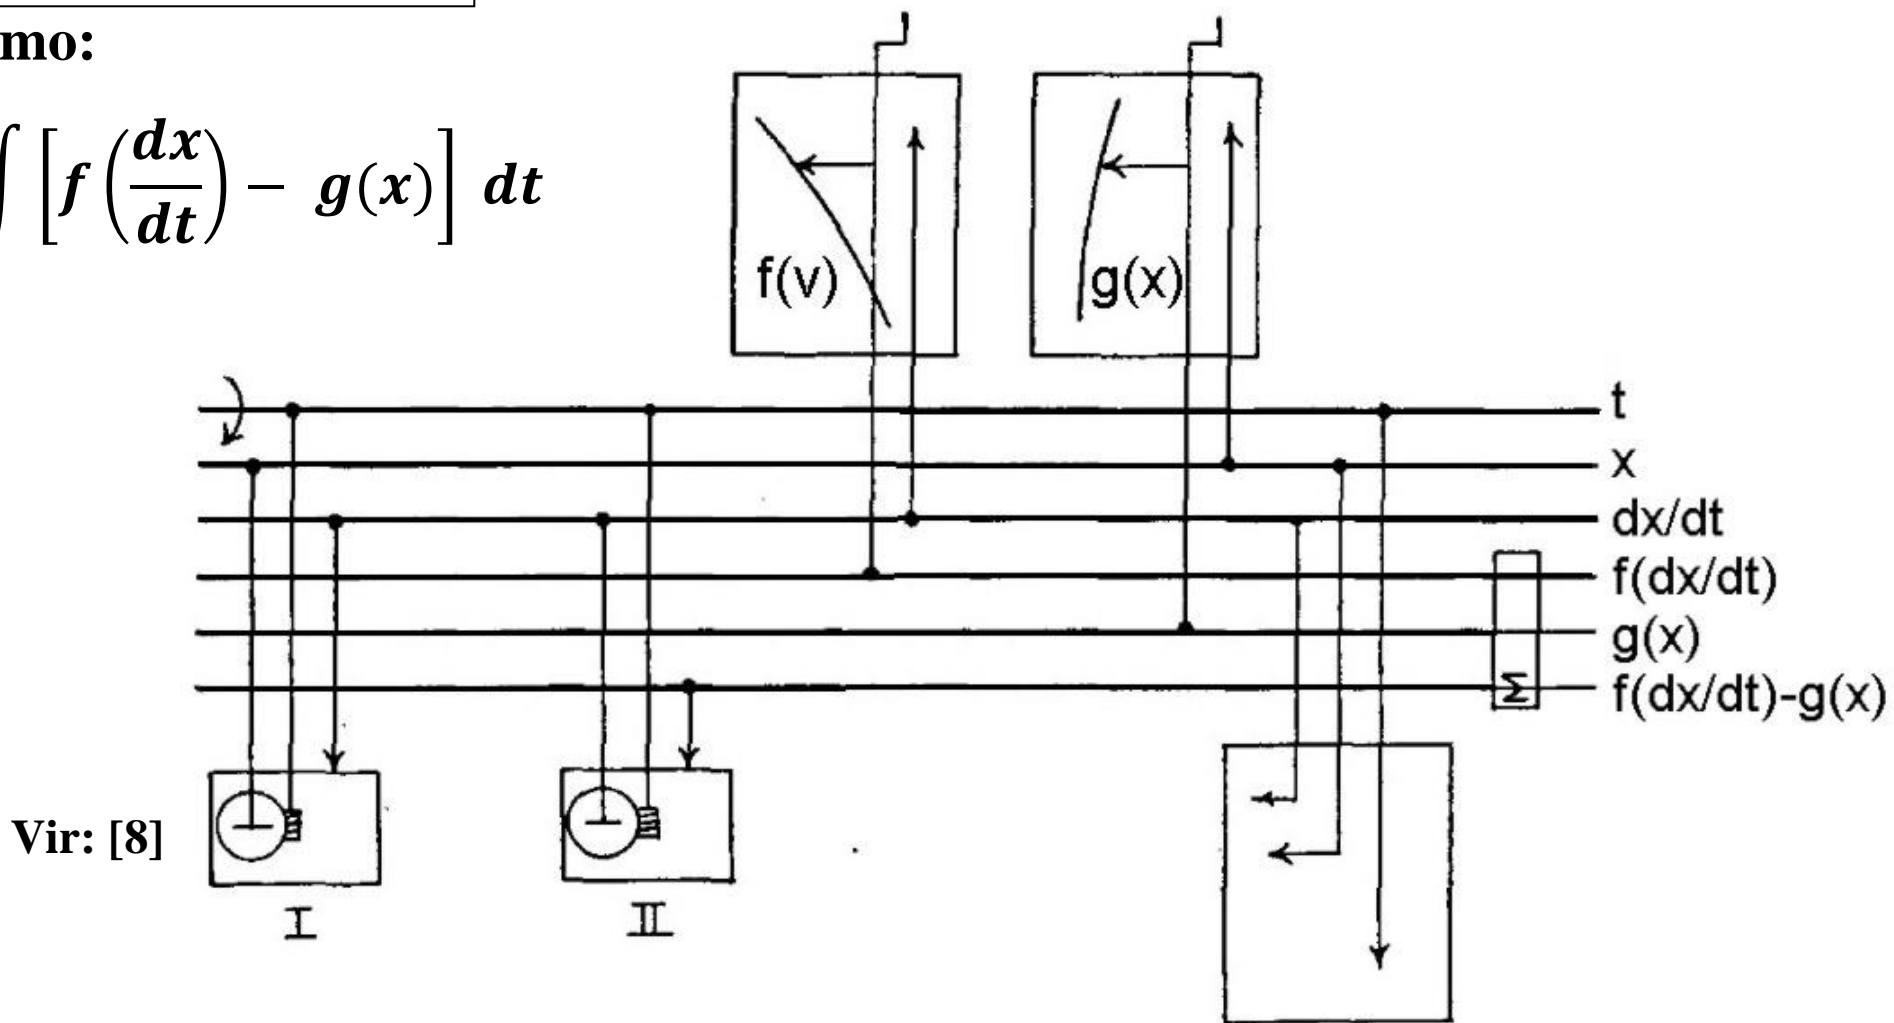 mo:
∫ [f (dx/dt) − g(x)] dt
f(v)
g(x)
t
x
dx/dt
f(dx/dt)
g(x)
Σ f(dx/dt)-g(x)
Vir: [8]
I
II